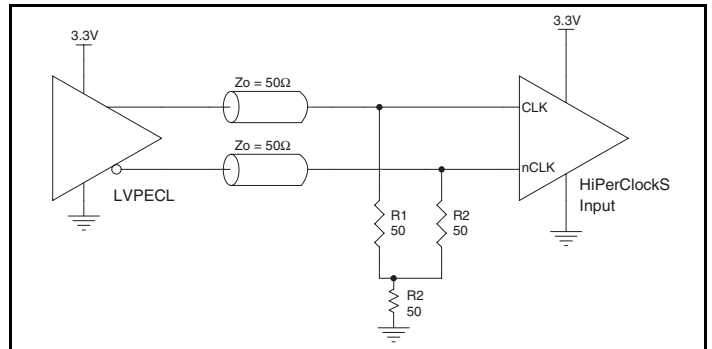 3.3V
3.3V
Zo = 50Ω
CLK
Zo = 50Ω
nCLK
LVPECL
HiPerClockS
Input
R1
50
R2
50
R2
50